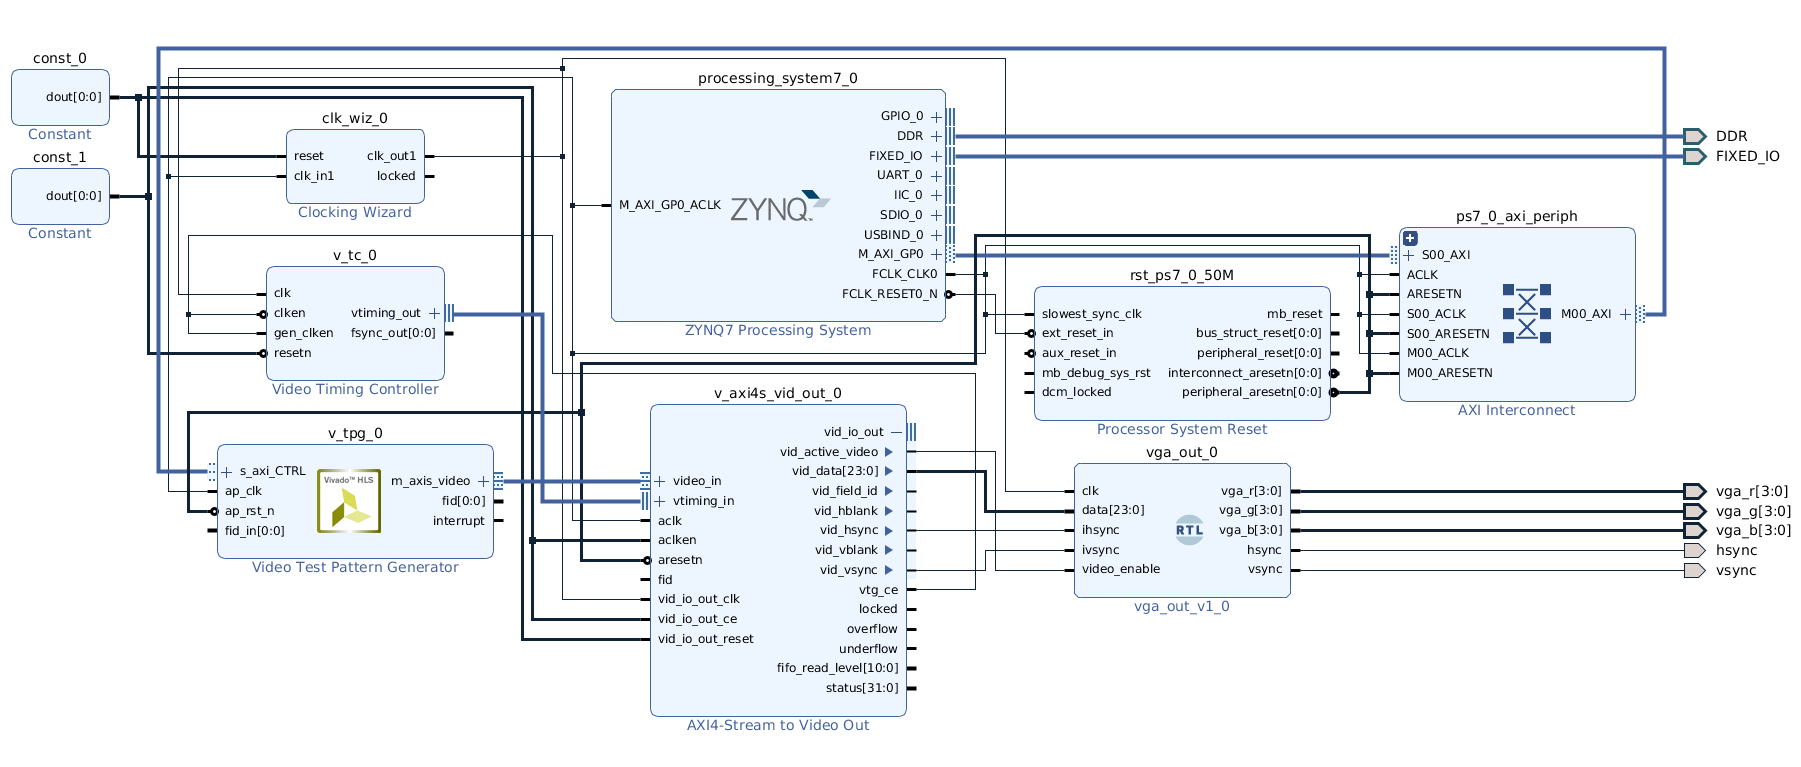 const_0
dout[0:0]
Constant
const_1
dout[0:0]
Constant
clk_wiz_0
reset
clk_in1
clk_out1
locked
Clocking Wizard
v_tc_0
clk
clken
gen_clken
resetn
vtiming_out
fsync_out[0:0]
Video Timing Controller
v_tpg_0
s_axi_CTRL
ap_clk
ap_rst_n
fid_in[0:0]
Vivado™ HLS
m_axis_video
fid[0:0]
interrupt
Video Test Pattern Generator
processing_system7_0
M_AXI_GP0_ACLK
ZYNQ™
GPIO_0
DDR
FIXED_IO
UART_0
IIC_0
SDIO_0
USBIND_0
M_AXI_GP0
FCLK_CLK0
FCLK_RESET0_N
ZYNQ7 Processing System
v_axi4s_vid_out_0
video_in
vtiming_in
aclk
aclken
aresetn
fid
vid_io_out_clk
vid_io_out_ce
vid_io_out_reset
vid_io_out
vid_active_video
vid_data[23:0]
vid_field_id
vid_hblank
vid_hsync
vid_vblank
vid_vsync
vtg_ce
locked
overflow
underflow
fifo_read_level[10:0]
status[31:0]
AXI4-Stream to Video Out
rst_ps7_0_50M
slowest_sync_clk
ext_reset_in
aux_reset_in
mb_debug_sys_rst
dcm_locked
mb_reset
bus_struct_reset[0:0]
peripheral_reset[0:0]
interconnect_aresetn[0:0]
peripheral_aresetn[0:0]
Processor System Reset
vga_out_0
clk
data[23:0]
ihsync
ivsync
video_enable
RTL
vga_r[3:0]
vga_g[3:0]
vga_b[3:0]
hsync
vsync
vga_out_v1_0
ps7_0_axi_periph
S00_AXI
ACLK
ARESETN
S00_ACLK
S00_ARESETN
M00_ACLK
M00_ARESETN
M00_AXI
AXI Interconnect
DDR
FIXED_IO
vga_r[3:0]
vga_g[3:0]
vga_b[3:0]
hsync
vsync